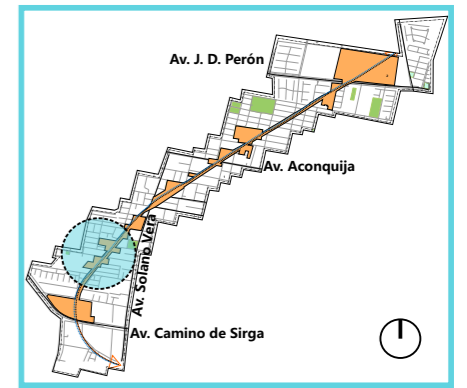 Av. J. D. Perón
Av. Aconquija
Av. Solano Vera
Av. Camino de Sirga